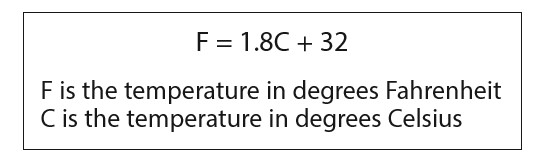 F = 1.8C + 32
F is the temperature in degrees Fahrenheit
C is the temperature in degrees Celsius